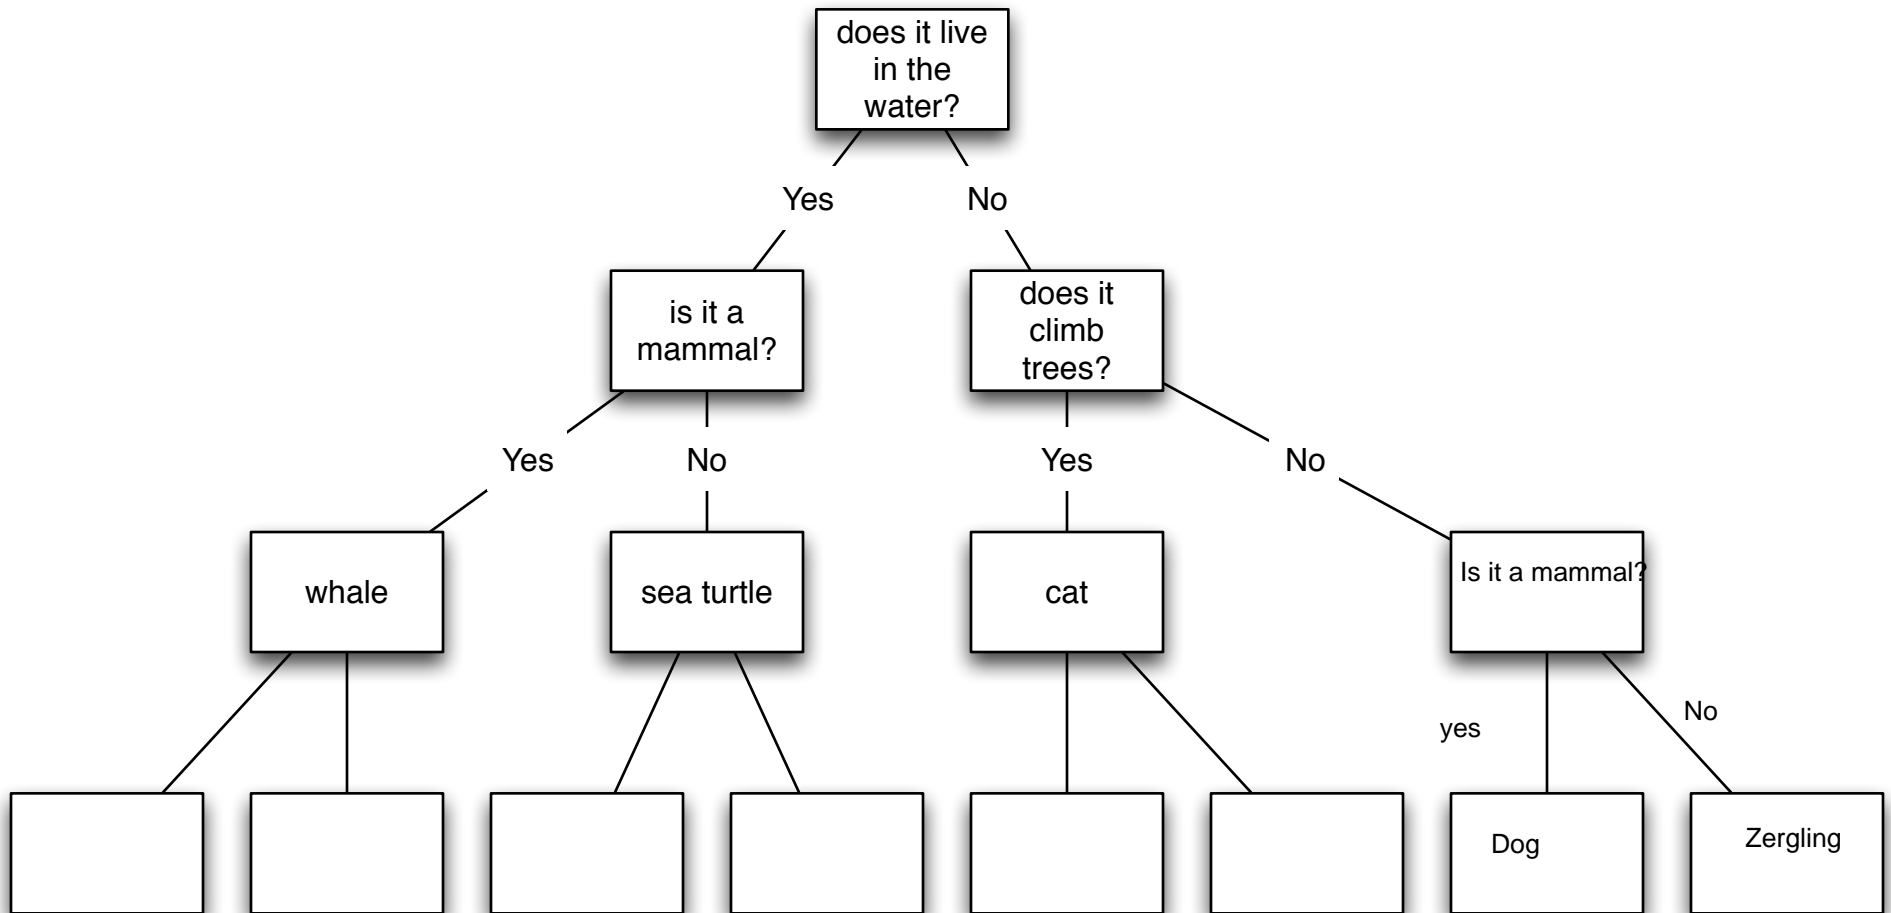 does it live
in the
water?
Yes
No
is it a
mammal?
does it
climb
trees?
Yes
No
Yes
No
whale
sea turtle
cat
Is it a mammal?
yes
No
Dog
Zergling